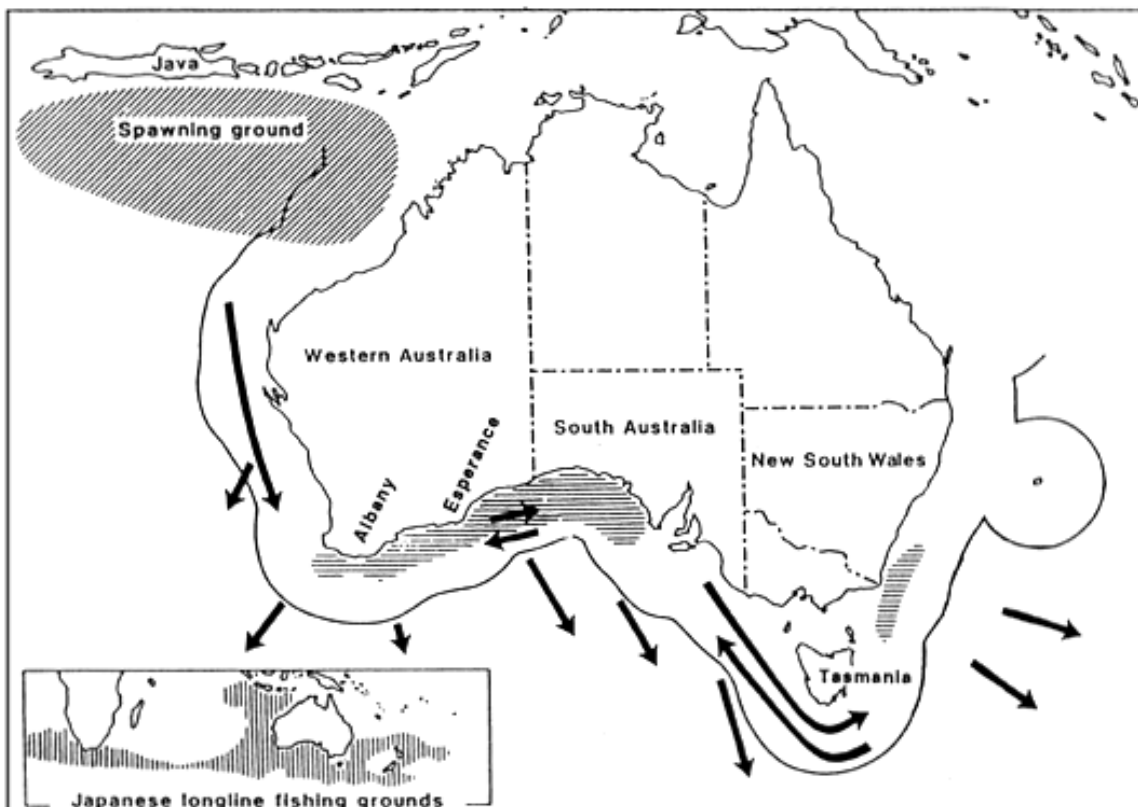 Java
Spawning ground
Western Australia
South Australia
New South Wales
Esperance
Albany
Tasmania
Japanese longline fishing grounds